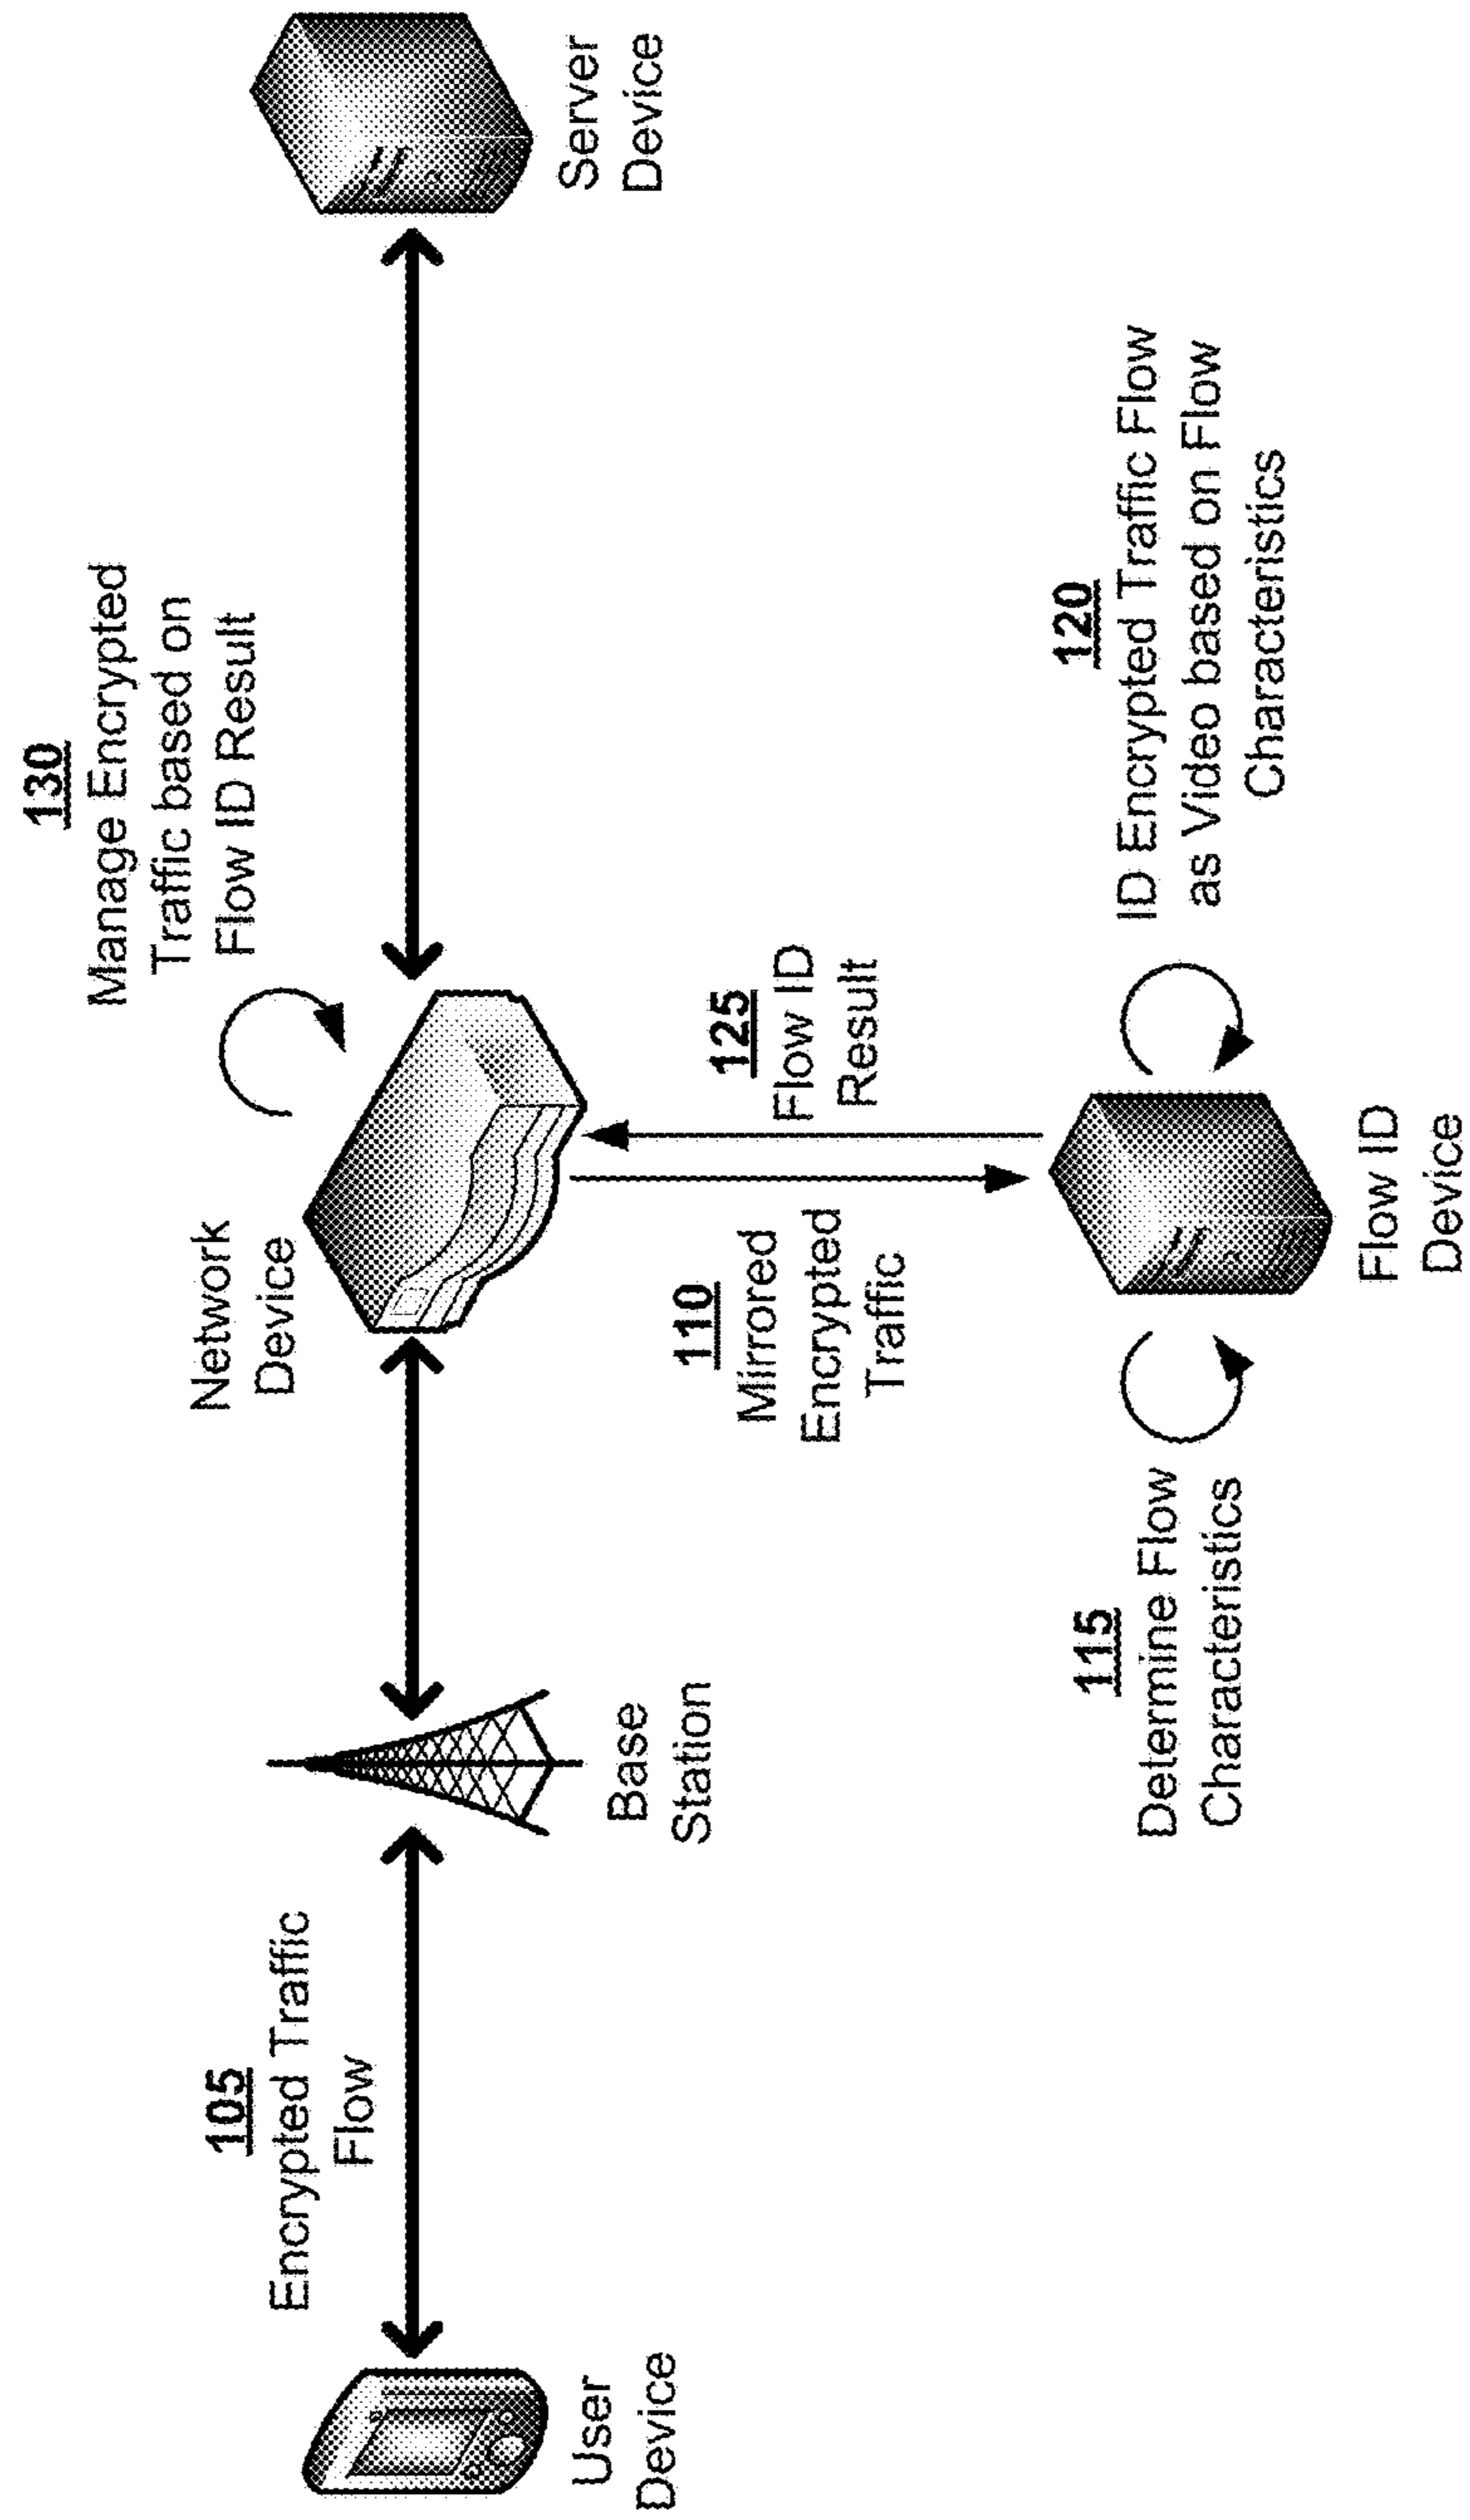 130
Manage Encrypted
Traffic based on
Flow ID Result
105
Encrypted Traffic
Flow
Network
Device
User
Device
Base
Station
Server
Device
110
Mirrored
Encrypted
Traffic
125
Flow ID
Result
115
Determine Flow
Characteristics
120
ID Encrypted Traffic Flow
as Video based on Flow
Characteristics
Flow ID
Device